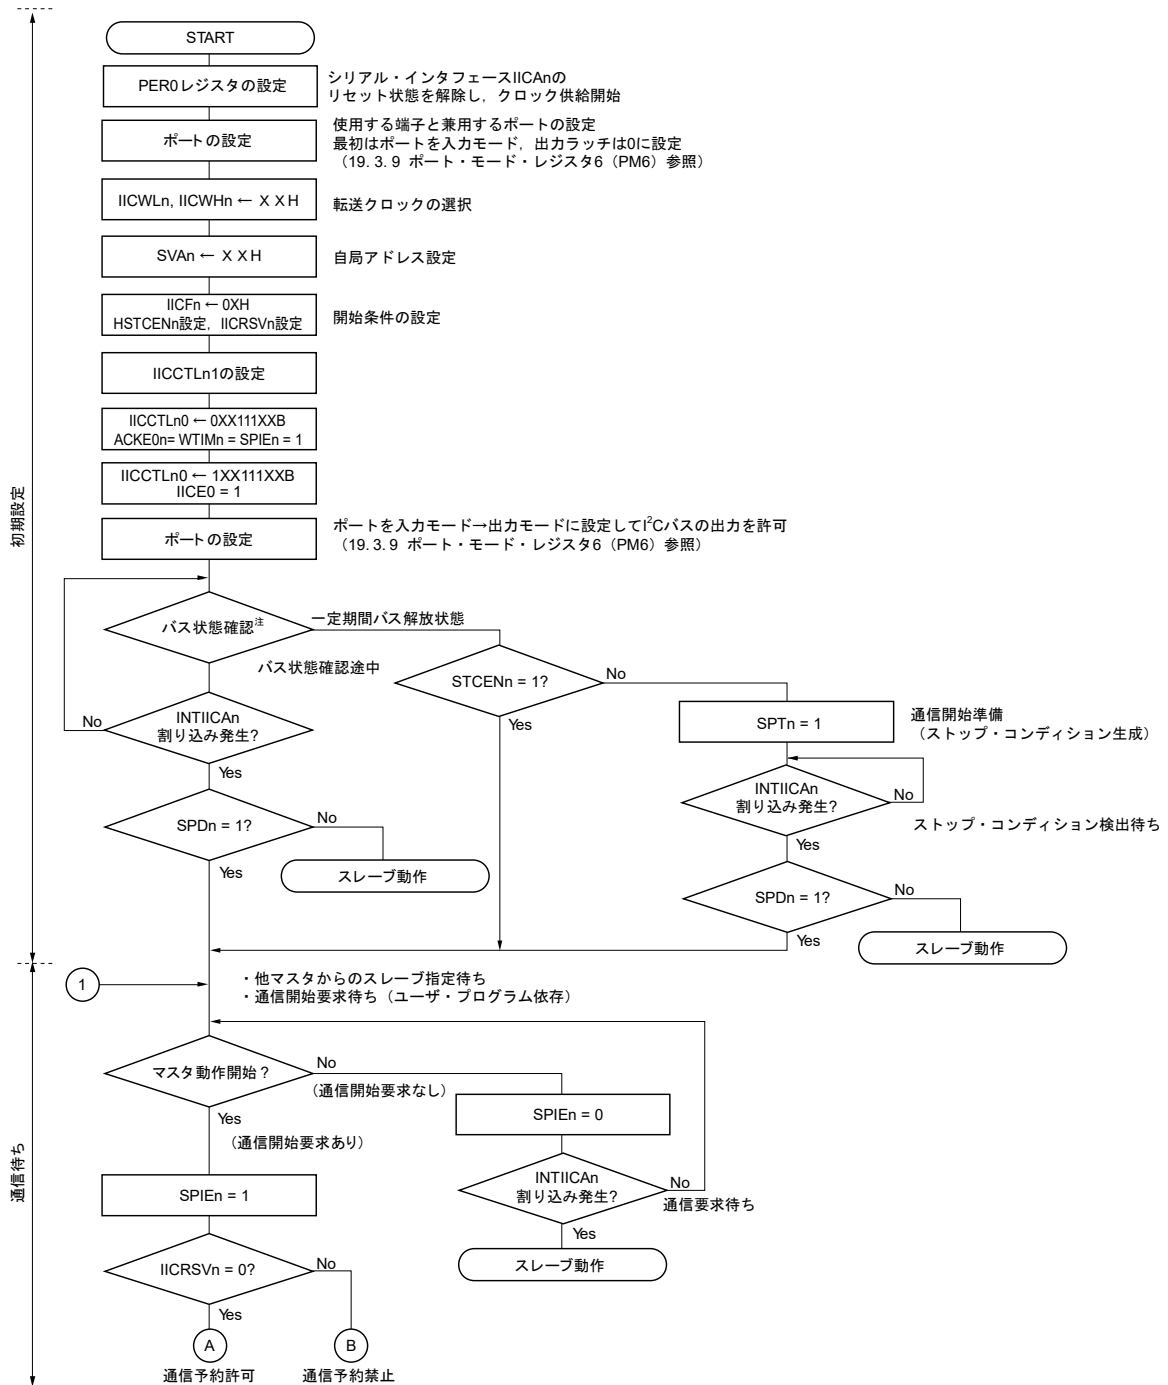 START
PER0レジスタの設定
シリアル・インタフェースIICAnの
リセット状態を解除し，クロック供給開始
ポートの設定
使用する端子と兼用するポートの設定
最初はポートを入力モード，出力ラッチは0に設定
（19. 3. 9 ポート・モード・レジスタ6（PM6）参照）
IICWLn, IICWHn ← X X H
転送クロックの選択
SVAn ← X X H
自局アドレス設定
IICFn ← 0XH
HSTCENn設定，IICRSVn設定
開始条件の設定
IICCTLn1の設定
IICCTLn0 ← 0XX111XXB
ACKE0n= WTIMn = SPIEn = 1
IICCTLn0 ← 1XX111XXB
IICE0 = 1
ポートの設定
ポートを入力モード→出力モードに設定してI²Cバスの出力を許可
（19. 3. 9 ポート・モード・レジスタ6（PM6）参照）
初期設定
バス状態確認注
一定期間バス解放状態
バス状態確認途中
STCENn = 1?
No
Yes
SPTn = 1
通信開始準備
（ストップ・コンディション生成）
INTIICAn
割り込み発生?
No
Yes
INTIICAn
割り込み発生?
No
ストップ・コンディション検出待ち
Yes
SPDn = 1?
No
Yes
スレーブ動作
SPDn = 1?
No
Yes
スレーブ動作
1
・他マスタからのスレーブ指定待ち
・通信開始要求待ち（ユーザ・プログラム依存）
通信待ち
マスタ動作開始？
No
（通信開始要求なし）
Yes
（通信開始要求あり）
SPIEn = 0
INTIICAn
割り込み発生?
No
通信要求待ち
Yes
スレーブ動作
SPIEn = 1
IICRSVn = 0?
No
Yes
A
B
通信予約許可
通信予約禁止